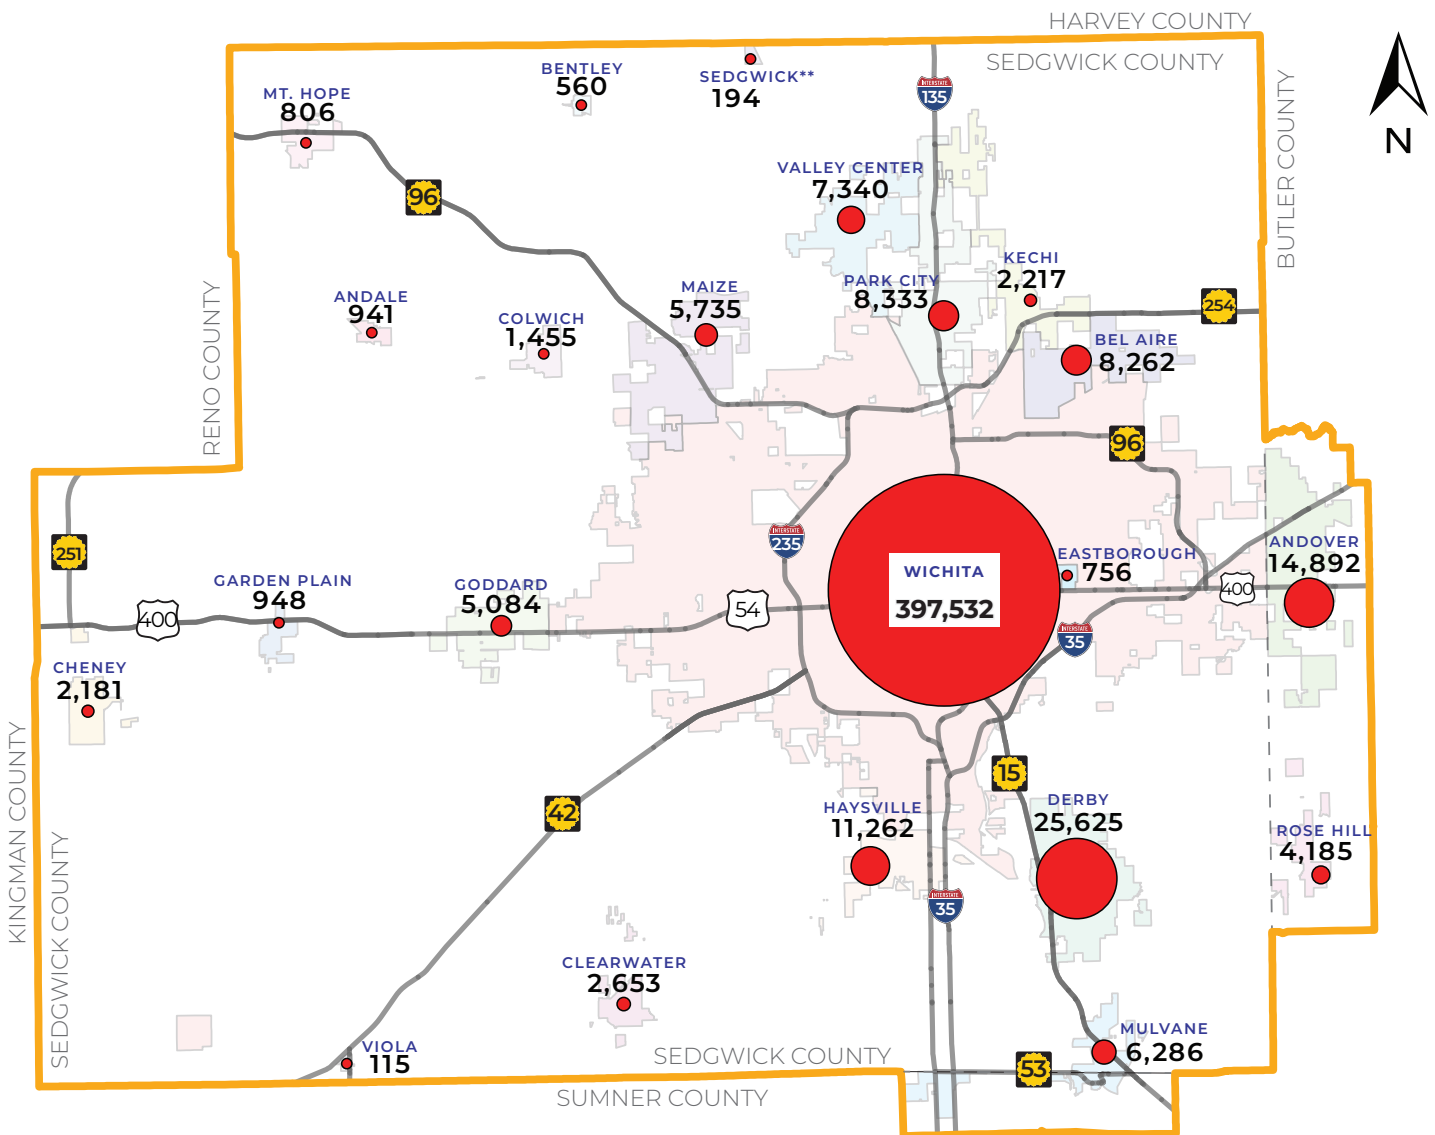 HARVEY COUNTY
SEDGWICK COUNTY
BUTLER COUNTY
N
MT. HOPE
806
BENTLEY
560
SEDGWICK**
194
INTERSTATE
135
96
VALLEY CENTER
7,340
RENO COUNTY
ANDALE
941
COLWICH
1,455
MAIZE
5,735
PARK CITY
8,333
KECHI
2,217
254
BEL AIRE
8,262
96
251
INTERSTATE
235
WICHITA
397,532
EASTBOROUGH
756
ANDOVER
14,892
400
GARDEN PLAIN
948
GODDARD
5,084
54
400
INTERSTATE
35
CHENEY
2,181
KINGMAN COUNTY
SEDGWICK COUNTY
42
15
HAYSVILLE
11,262
DERBY
25,625
ROSE HILL
4,185
INTERSTATE
35
CLEARWATER
2,653
VIOLA
115
SEDGWICK COUNTY
SUMNER COUNTY
53
MULVANE
6,286